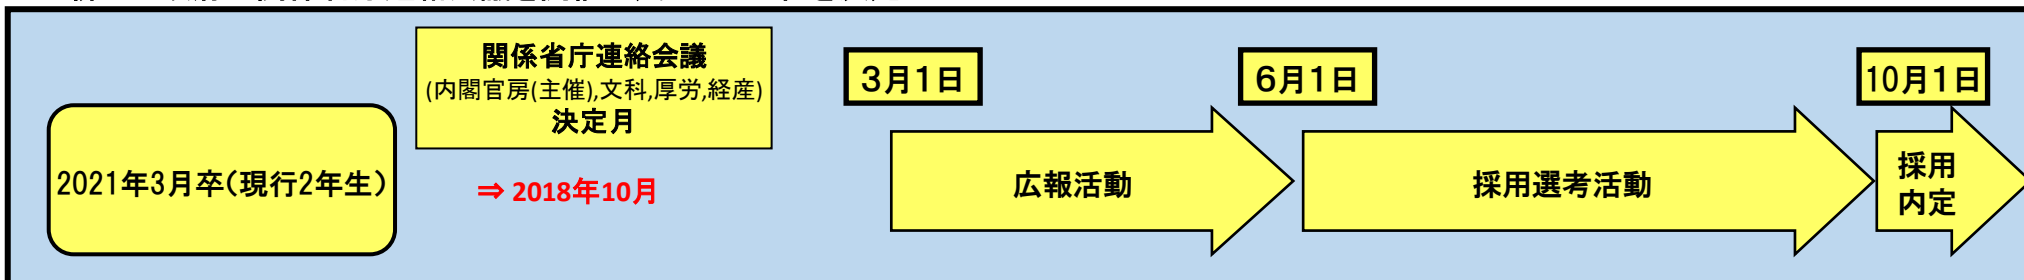 関係省庁連絡会議
(内閣官房(主催),文科,厚労,経産)
決定月
3月1日
6月1日
10月1日
2021年3月卒(現行2年生)
⇒ 2018年10月
広報活動
採用選考活動
採用
内定